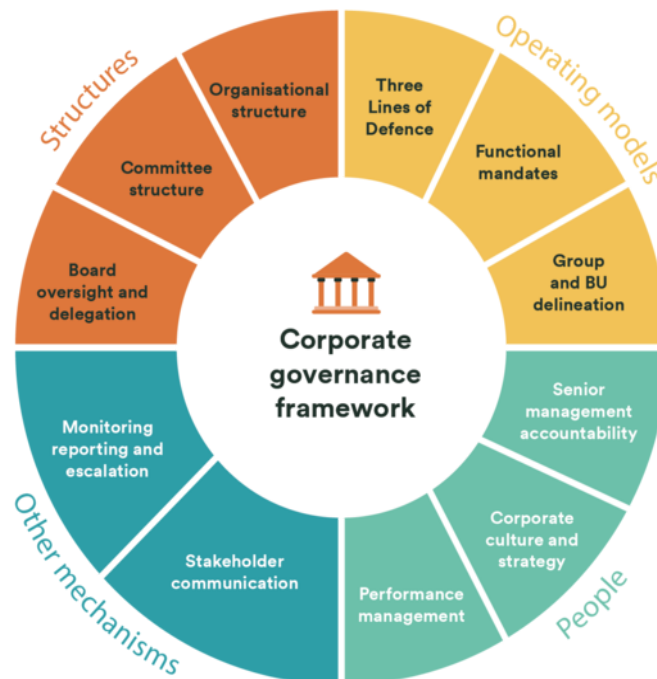 Structures
Operating models
Organisational
structure
Three
Lines of
Defence
Committee
structure
Functional
mandates
Board
oversight and
delegation
Group
and BU
delineation
Corporate
governance
framework
Monitoring
reporting and
escalation
Senior
management
accountability
Stakeholder
communication
Performance
management
Corporate
culture and
strategy
Other mechanisms
People